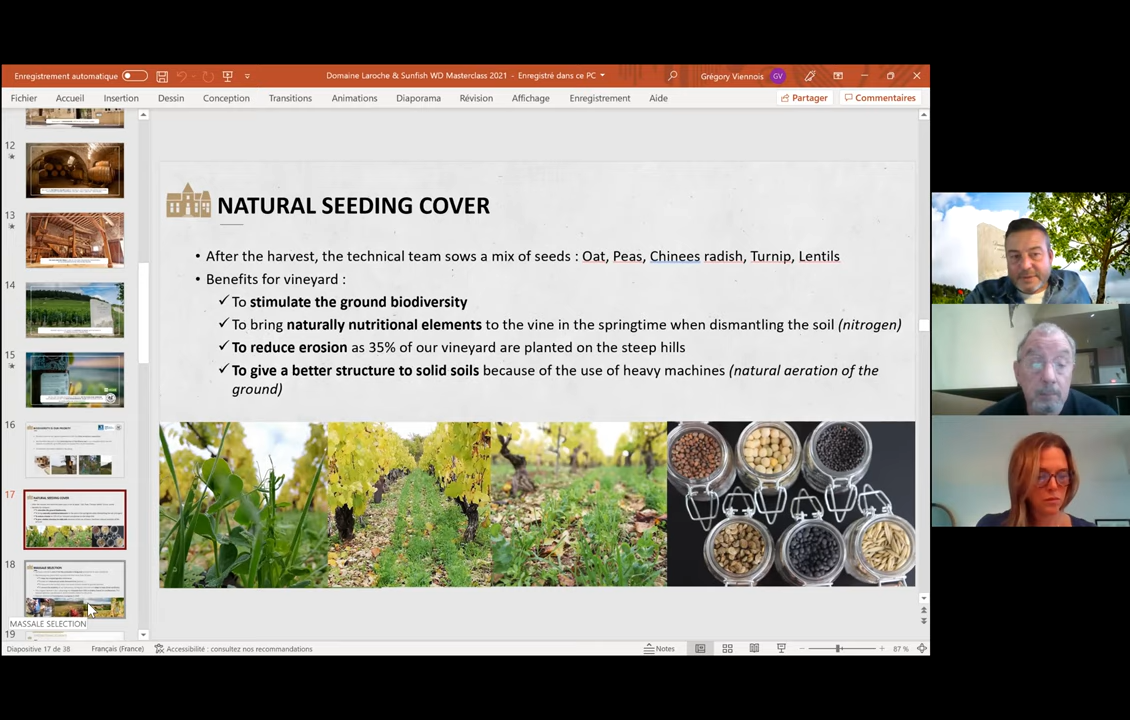 Enregistrement automatique
Domaine Laroche & Sunfish WD Masterclass 2021 - Enregistré dans ce PC
Grégory Viennois
GV
Fichier Accueil Insertion Dessin Conception Transitions Animations Diaporama Révision Affichage Enregistrement Aide
Partager
Commentaires
12
13
14
15
16
17
NATURAL SEEDING COVER
18
MASSALE SELECTION
MASSALE SELECTION
19
NATURAL SEEDING COVER
• After the harvest, the technical team sows a mix of seeds : Oat, Peas, Chinees radish, Turnip, Lentils
• Benefits for vineyard :
✓To stimulate the ground biodiversity
✓To bring naturally nutritional elements to the vine in the springtime when dismantling the soil (nitrogen)
✓To reduce erosion as 35% of our vineyard are planted on the steep hills
✓To give a better structure to solid soils because of the use of heavy machines (natural aeration of the
ground)
Diapositive 17 de 38
Français (France)
Accessibilité : consultez nos recommandations
Notes
87 %